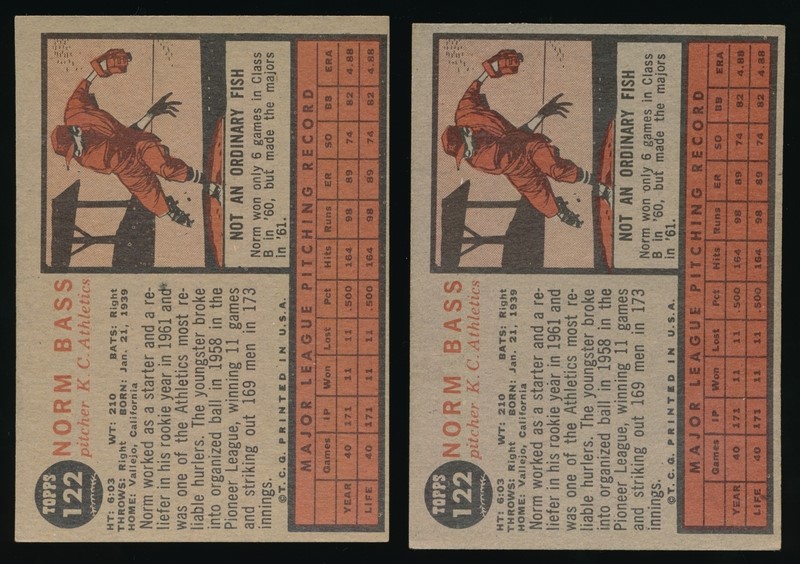 TOPPS
122
NORM BASS
pitcher K. C. Athletics
HT: 6:03 WT: 210 BATS: Right
THROWS: Right BORN: Jan. 21, 1939
HOME: Vallejo, California
Norm worked as a starter and a re-
liefer in his rookie year in 1961 and
was one of the Athletics most re-
liable hurlers. The youngster broke
into organized ball in 1958 in the
Pioneer League, winning 11 games
and striking out 169 men in 173
innings.
©T.C.G. PRINTED IN U.S.A.
NOT AN ORDINARY FISH
Norm won only 6 games in Class
B in '60, but made the majors
in '61.
MAJOR LEAGUE PITCHING RECORD
Games IP Won Lost Pct Hits Runs ER SO BB ERA
YEAR 40 171 11 11 .500 164 98 89 74 82 4.88
LIFE 40 171 11 11 .500 164 98 89 74 82 4.88
TOPPS
122
NORM BASS
pitcher K. C. Athletics
HT: 6:03 WT: 210 BATS: Right
THROWS: Right BORN: Jan. 21, 1939
HOME: Vallejo, California
Norm worked as a starter and a re-
liefer in his rookie year in 1961 and
was one of the Athletics most re-
liable hurlers. The youngster broke
into organized ball in 1958 in the
Pioneer League, winning 11 games
and striking out 169 men in 173
innings.
©T.C.G. PRINTED IN U.S.A.
NOT AN ORDINARY FISH
Norm won only 6 games in Class
B in '60, but made the majors
in '61.
MAJOR LEAGUE PITCHING RECORD
Games IP Won Lost Pct Hits Runs ER SO BB ERA
YEAR 40 171 11 11 .500 164 98 89 74 82 4.88
LIFE 40 171 11 11 .500 164 98 89 74 82 4.88